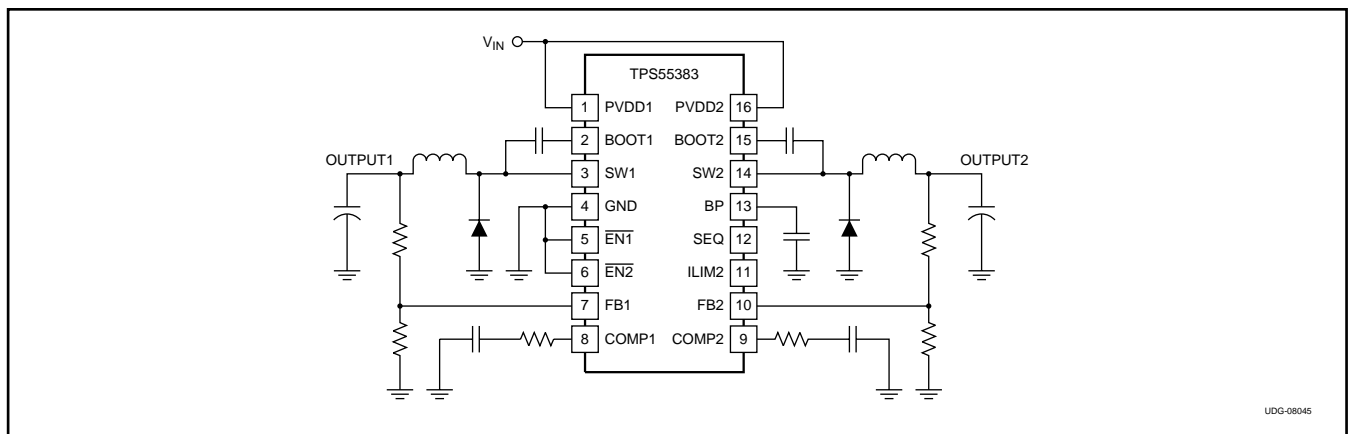 VIN
TPS55383
1 PVDD1 PVDD2 16
2 BOOT1 BOOT2 15
OUTPUT1 OUTPUT2
3 SW1 SW2 14
4 GND BP 13
5 EN1 SEQ 12
6 EN2 ILIM2 11
7 FB1 FB2 10
8 COMP1 COMP2 9
UDG-08045